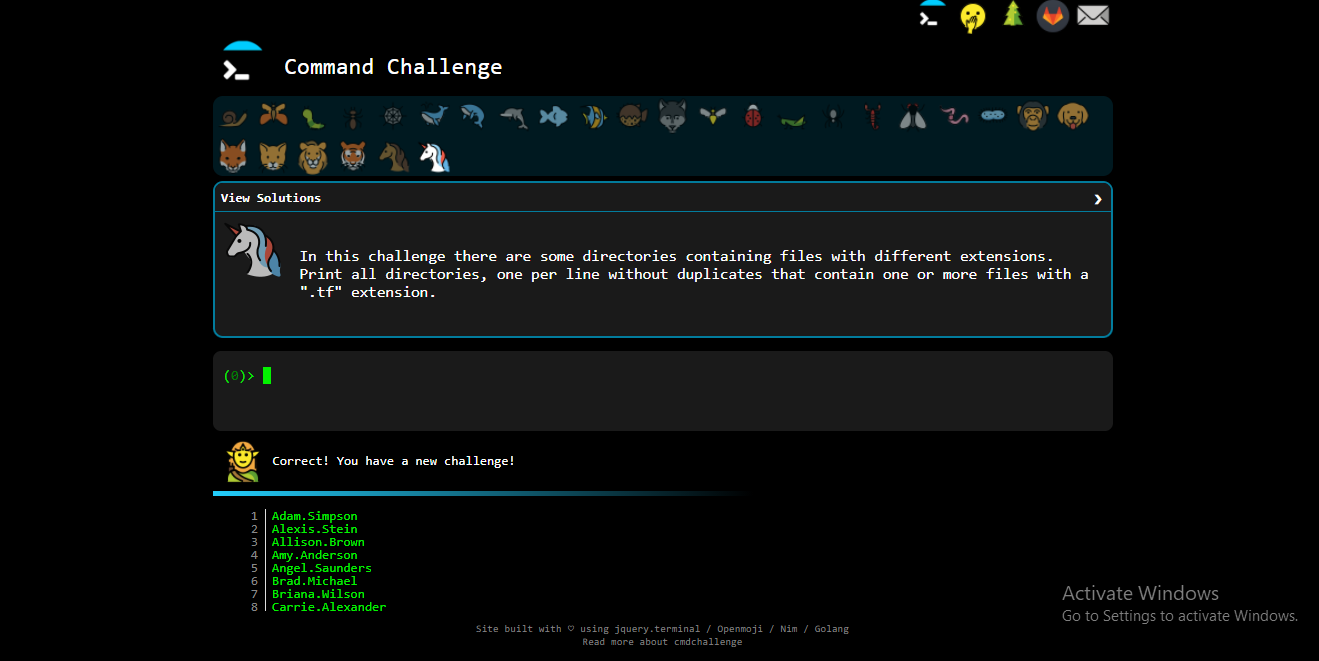 Command Challenge
View Solutions
In this challenge there are some directories containing files with different extensions.
Print all directories, one per line without duplicates that contain one or more files with a
".tf" extension.
(0)>
Correct! You have a new challenge!
1 Adam.Simpson
2 Alexis.Stein
3 Allison.Brown
4 Amy.Anderson
5 Angel.Saunders
6 Brad.Michael
7 Briana.Wilson
8 Carrie.Alexander
Activate Windows
Go to Settings to activate Windows.
Site built with ♡ using jquery.terminal / Openmoji / Nim / Golang
Read more about cmdchallenge